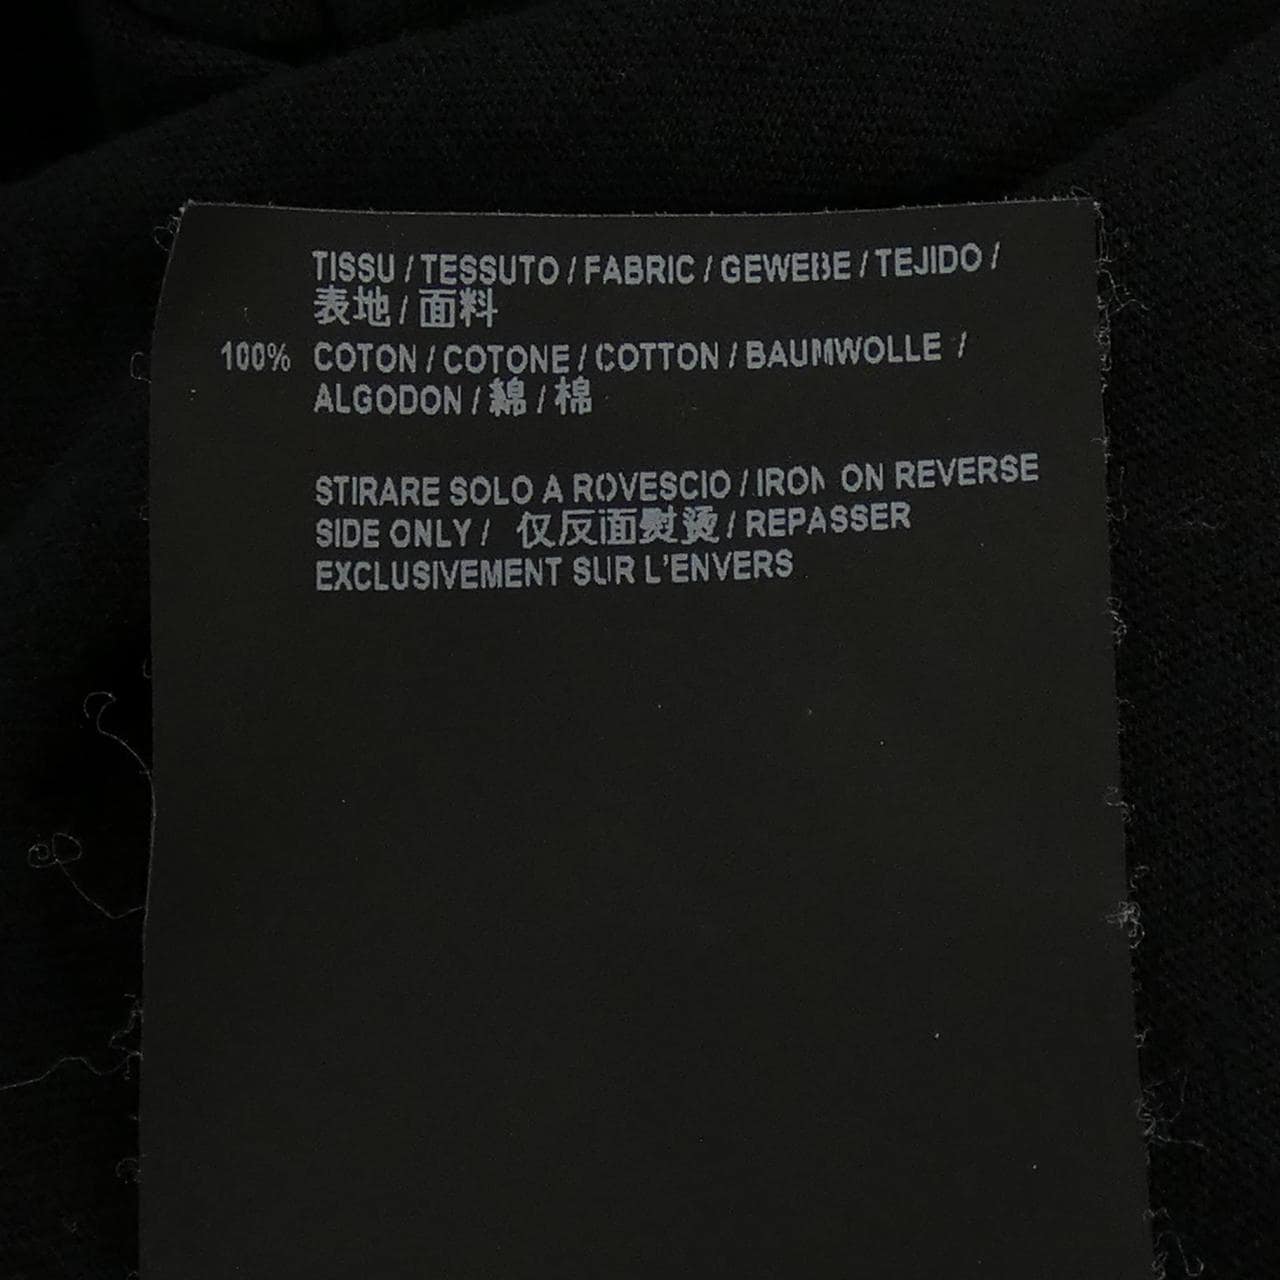 TISSU / TESSUTO / FABRIC / GEWEBE / TEJIDO /
表地 / 面料
100% COTON / COTONE / COTTON / BAUMWOLLE /
ALGODON / 綿 / 棉
STIRARE SOLO A ROVESCIO / IRON ON REVERSE
SIDE ONLY / 仅反面熨烫 / REPASSER
EXCLUSIVEMENT SUR L'ENVERS